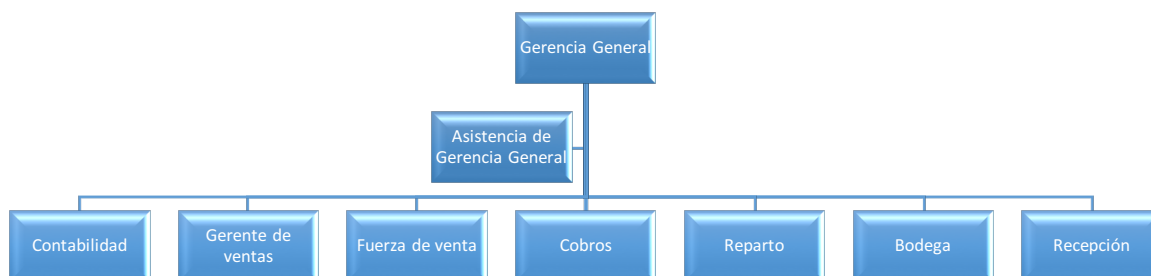 Gerencia General
Asistencia de
Gerencia General
Contabilidad
Gerente de
ventas
Fuerza de venta
Cobros
Reparto
Bodega
Recepción